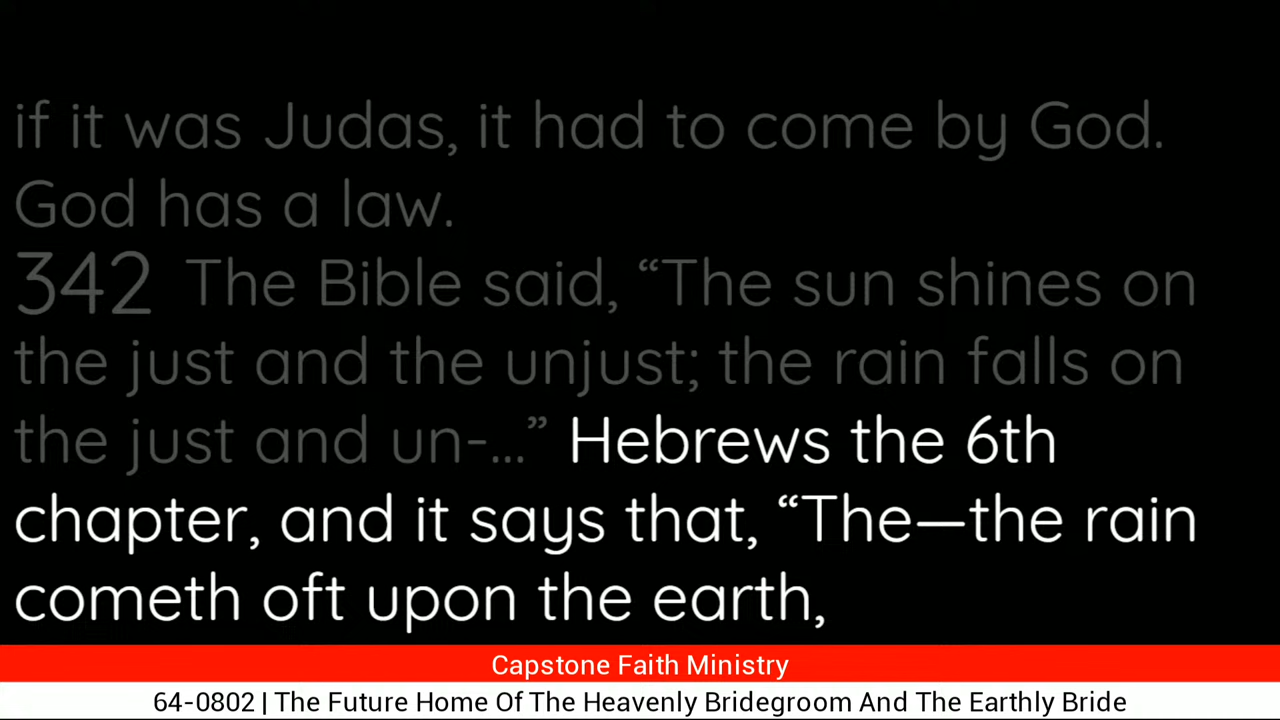 if it was Judas, it had to come by God.
God has a law.
342 The Bible said, “The sun shines on
the just and the unjust; the rain falls on
the just and un-...” Hebrews the 6th
chapter, and it says that, “The—the rain
cometh oft upon the earth,
Capstone Faith Ministry
64-0802 | The Future Home Of The Heavenly Bridegroom And The Earthly Bride